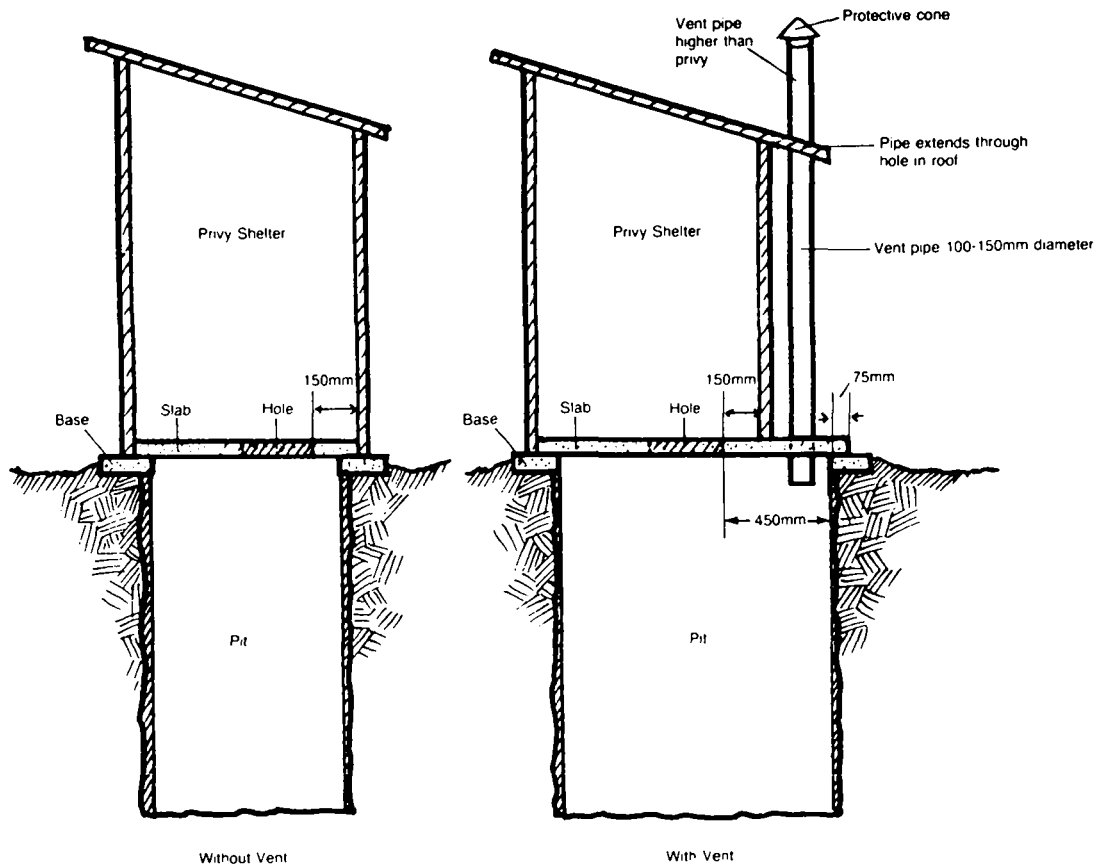 Vent pipe
higher than
privy
Protective cone
Pipe extends through
hole in roof
Privy Shelter
Privy Shelter
Vent pipe 100-150mm diameter
150mm
Base
Slab
Hole
150mm
75mm
Base
Slab
Hole
450mm
Pit
Pit
Without Vent
With Vent